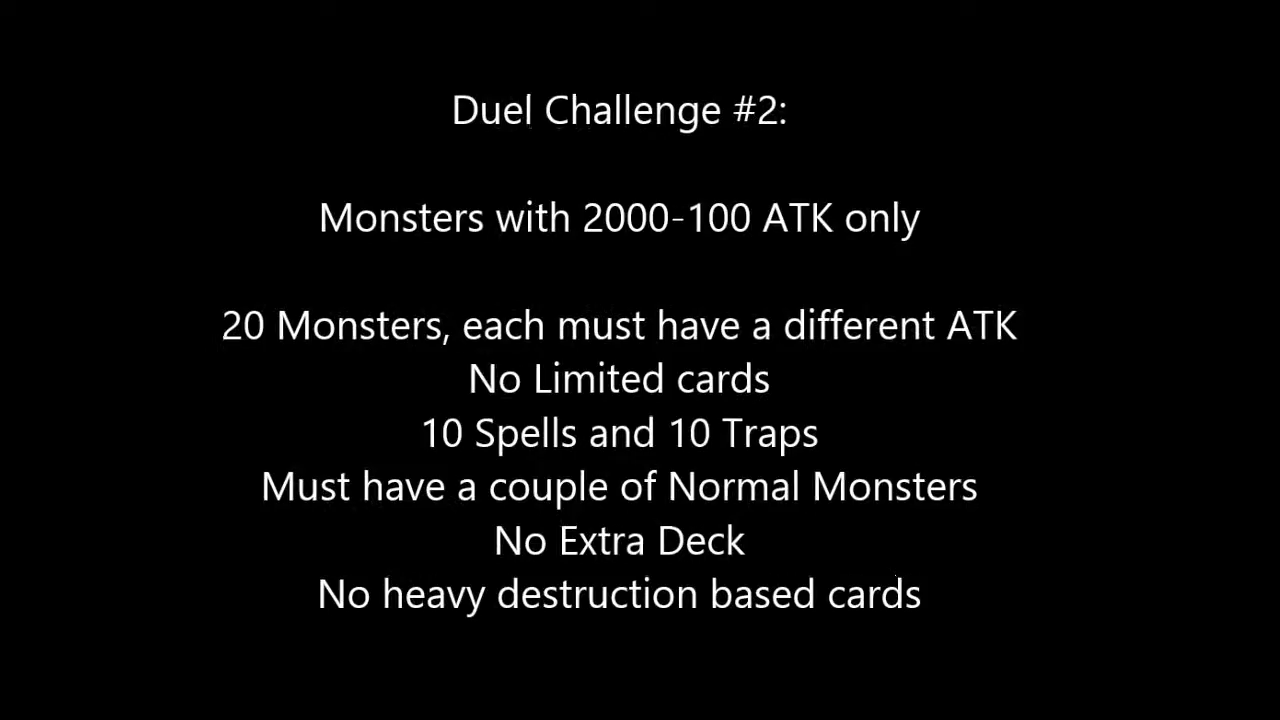 Duel Challenge #2:
Monsters with 2000-100 ATK only
20 Monsters, each must have a different ATK
No Limited cards
10 Spells and 10 Traps
Must have a couple of Normal Monsters
No Extra Deck
No heavy destruction based cards